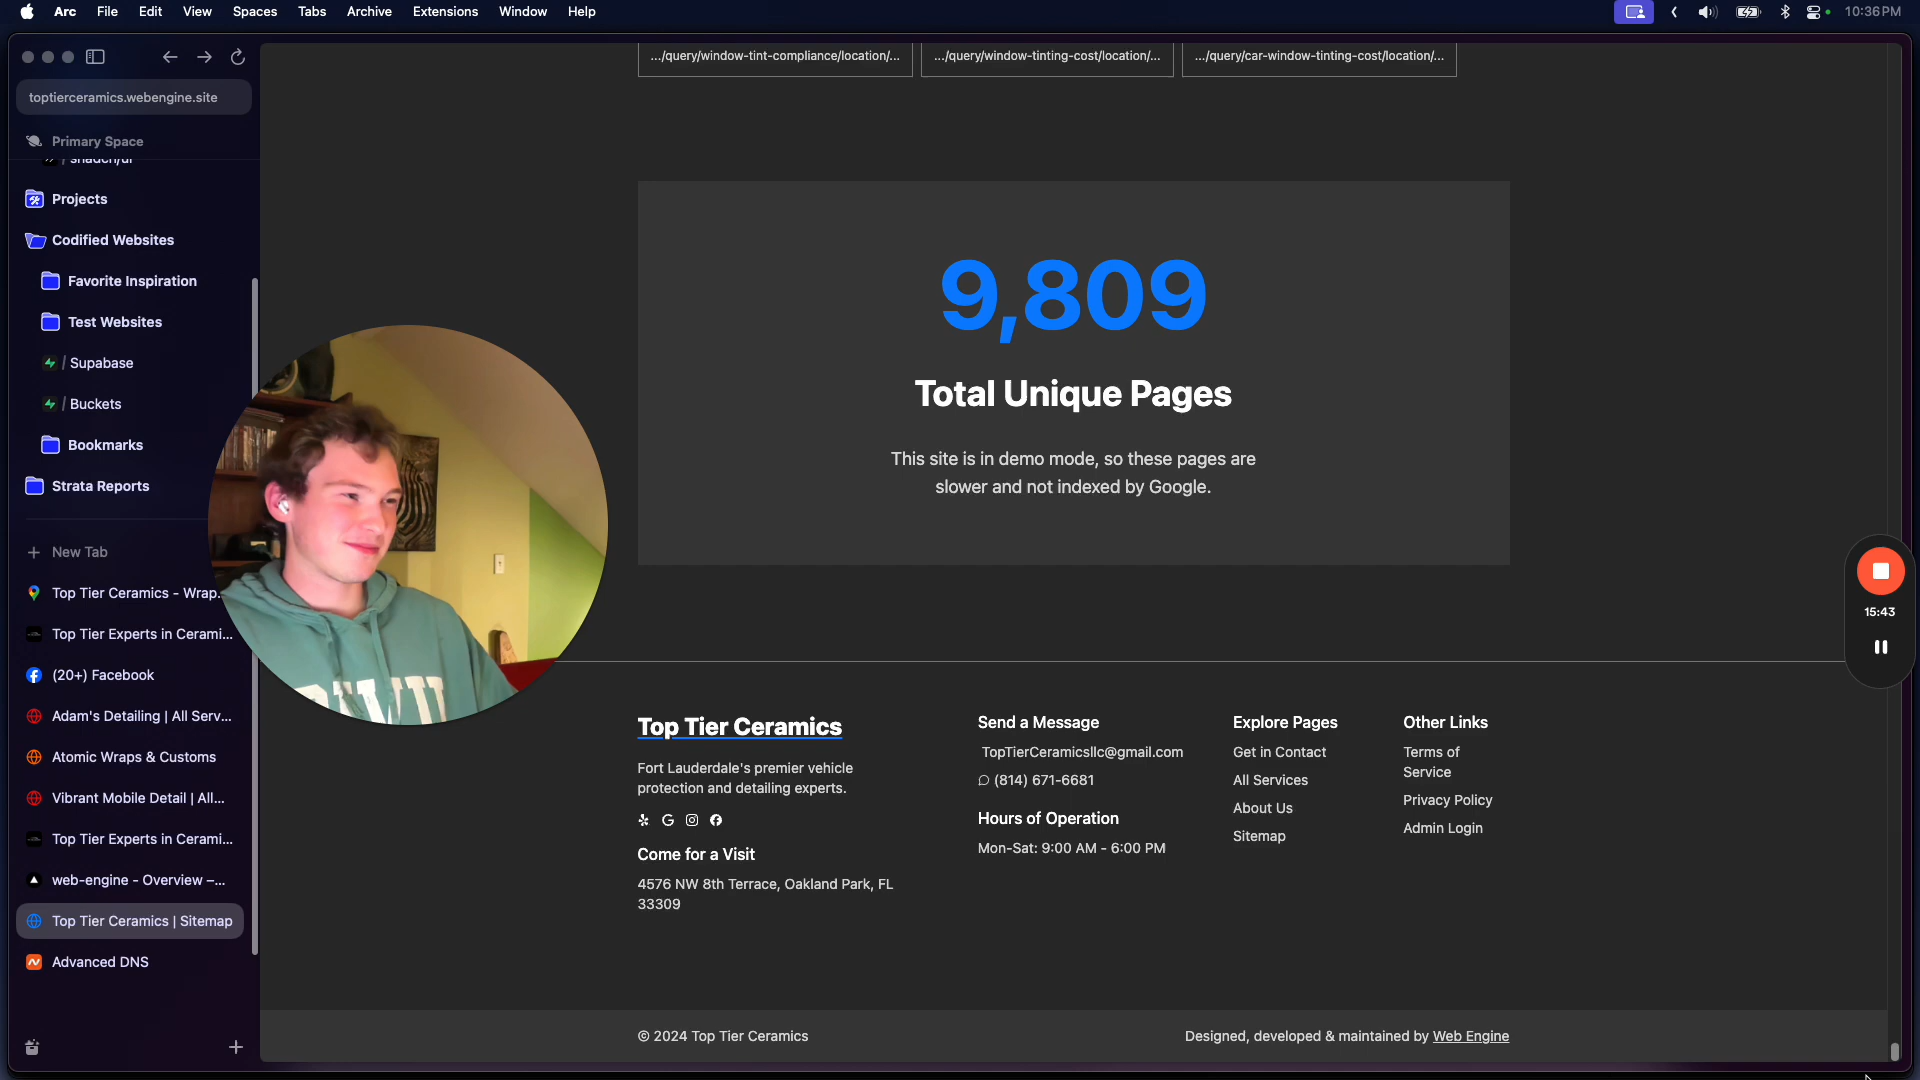 Arc File Edit View Spaces Tabs Archive Extensions Window Help
10:36 PM
toptierceramics.webengine.site
Primary Space
/ shadcn/ui
Projects
Codified Websites
Favorite Inspiration
Test Websites
/ Supabase
/ Buckets
Bookmarks
Strata Reports
New Tab
Top Tier Ceramics - Wrap...
Top Tier Experts in Cerami...
(20+) Facebook
Adam's Detailing | All Serv...
Atomic Wraps & Customs
Vibrant Mobile Detail | All...
Top Tier Experts in Cerami...
web-engine - Overview –...
Top Tier Ceramics | Sitemap
Advanced DNS
.../query/window-tint-compliance/location/...
.../query/window-tinting-cost/location/...
.../query/car-window-tinting-cost/location/...
9,809
Total Unique Pages
This site is in demo mode, so these pages are
slower and not indexed by Google.
15:43
Top Tier Ceramics
Fort Lauderdale's premier vehicle
protection and detailing experts.
Come for a Visit
4576 NW 8th Terrace, Oakland Park, FL
33309
Send a Message
TopTierCeramicsllc@gmail.com
(814) 671-6681
Hours of Operation
Mon-Sat: 9:00 AM - 6:00 PM
Explore Pages
Get in Contact
All Services
About Us
Sitemap
Other Links
Terms of
Service
Privacy Policy
Admin Login
© 2024 Top Tier Ceramics
Designed, developed & maintained by Web Engine